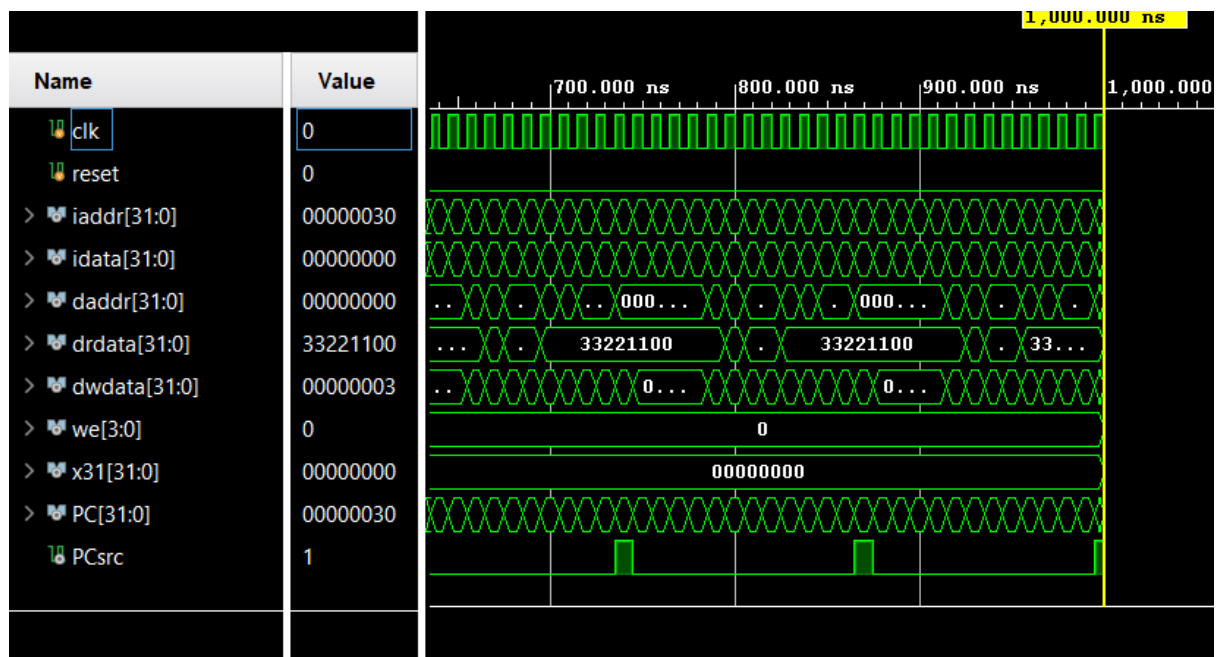 1,000.000 ns
Name Value
700.000 ns 800.000 ns 900.000 ns 1,000.000
clk 0
reset 0
> iaddr[31:0] 00000030
> idata[31:0] 00000000
> daddr[31:0] 00000000 .. . .. 000... . . 000... . .
> drdata[31:0] 33221100 ... . 33221100 . 33221100 . 33...
> dwdata[31:0] 00000003 .. 0... 0...
> we[3:0] 0 0
> x31[31:0] 00000000 00000000
> PC[31:0] 00000030
PCsrc 1